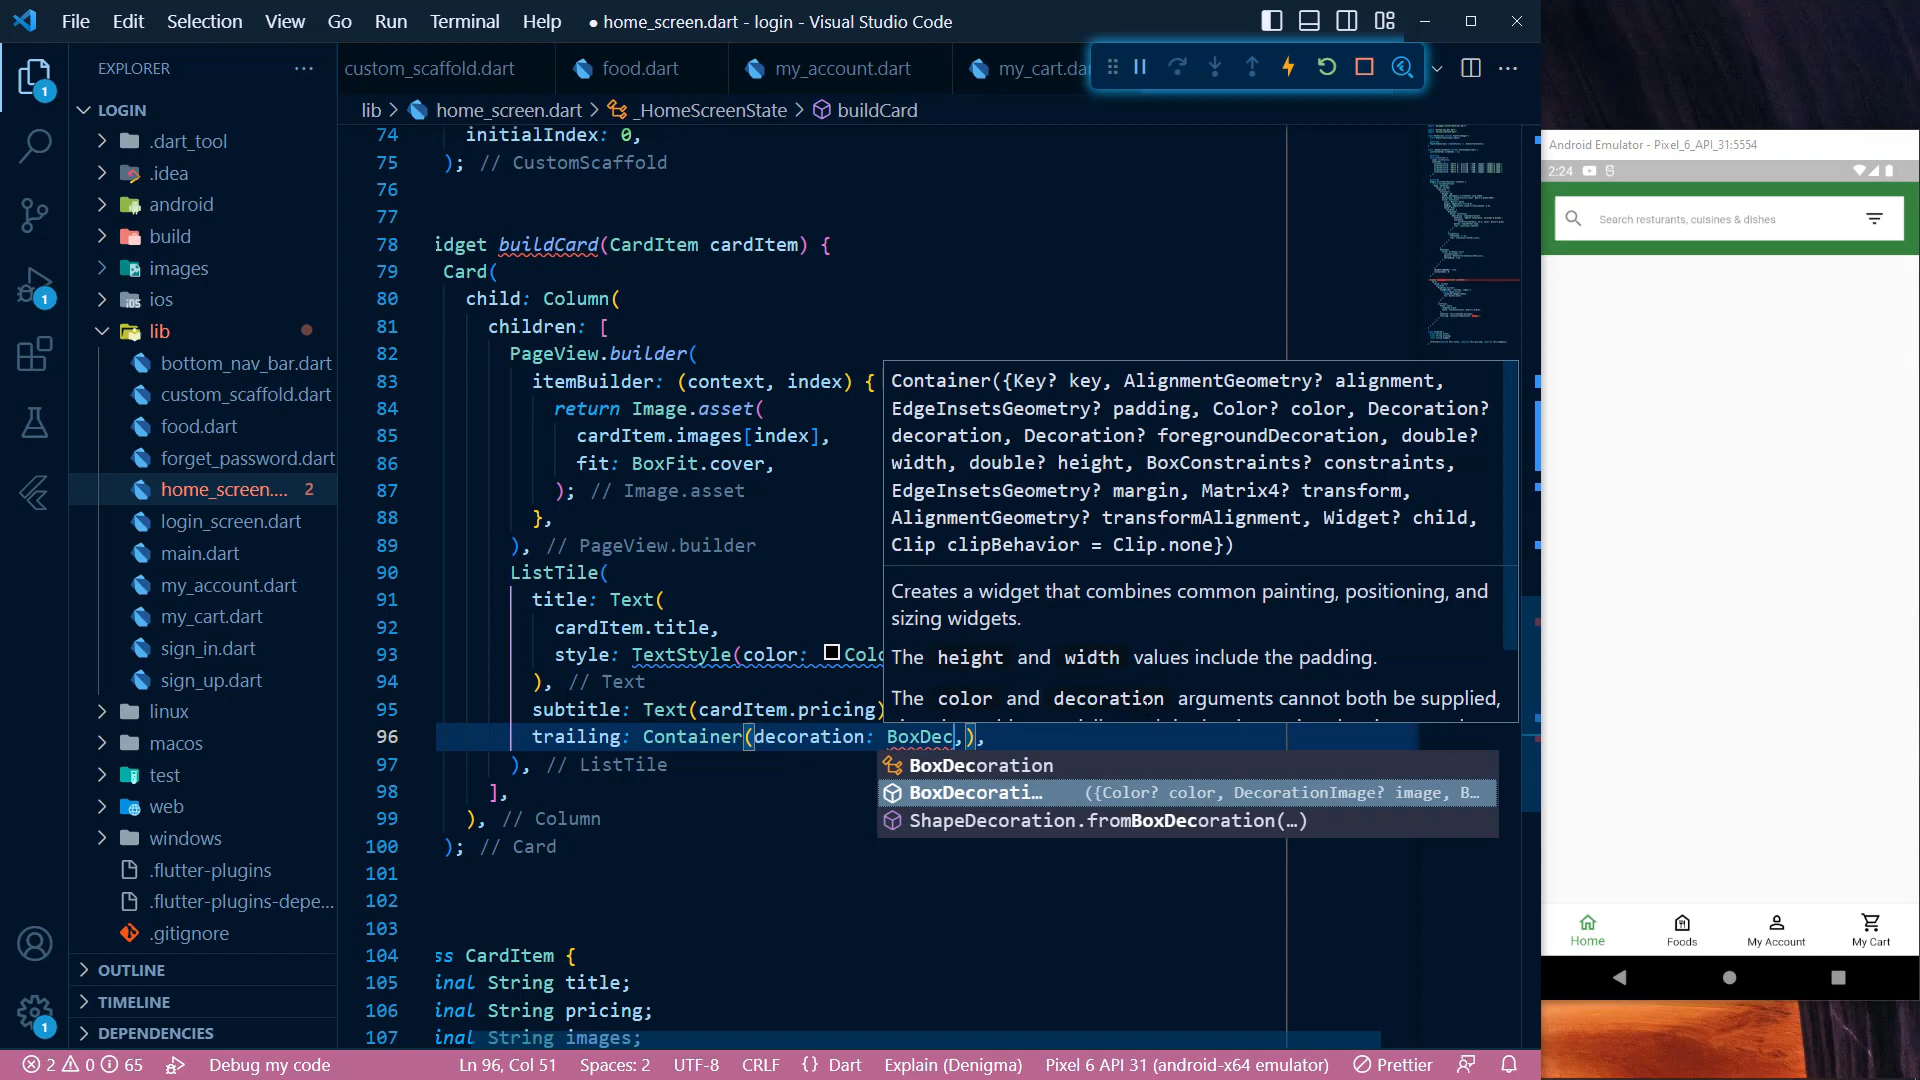 File Edit Selection View Go Run Terminal Help ● home_screen.dart - login - Visual Studio Code
EXPLORER
LOGIN
.dart_tool
.idea
android
build
images
ios
lib
bottom_nav_bar.dart
custom_scaffold.dart
food.dart
forget_password.dart
home_screen.... 2
login_screen.dart
main.dart
my_account.dart
my_cart.dart
sign_in.dart
sign_up.dart
linux
macos
test
web
windows
.flutter-plugins
.flutter-plugins-depe...
.gitignore
OUTLINE
TIMELINE
DEPENDENCIES
1
1
1
custom_scaffold.dart food.dart my_account.dart my_cart.da
lib > home_screen.dart > _HomeScreenState > buildCard
74 initialIndex: 0,
75 ); // CustomScaffold
76
77
78 idget buildCard(CardItem cardItem) {
79 Card(
80 child: Column(
81 children: [
82 PageView.builder(
83 itemBuilder: (context, index) {
84 return Image.asset(
85 cardItem.images[index],
86 fit: BoxFit.cover,
87 ); // Image.asset
88 },
89 ), // PageView.builder
90 ListTile(
91 title: Text(
92 cardItem.title,
93 style: TextStyle(color: Colo
94 ), // Text
95 subtitle: Text(cardItem.pricing)
96 trailing: Container(decoration: BoxDec,),
97 ), // ListTile
98 ],
99 ), // Column
100 ); // Card
101
102
103
104 ss CardItem {
105 inal String title;
106 inal String pricing;
107 inal String images;
Container({Key? key, AlignmentGeometry? alignment,
EdgeInsetsGeometry? padding, Color? color, Decoration?
decoration, Decoration? foregroundDecoration, double?
width, double? height, BoxConstraints? constraints,
EdgeInsetsGeometry? margin, Matrix4? transform,
AlignmentGeometry? transformAlignment, Widget? child,
Clip clipBehavior = Clip.none})
Creates a widget that combines common painting, positioning, and
sizing widgets.
The height and width values include the padding.
The color and decoration arguments cannot both be supplied,
BoxDecoration
BoxDecorati... ({Color? color, DecorationImage? image, B...
ShapeDecoration.fromBoxDecoration(…)
2 0 65 Debug my code Ln 96, Col 51 Spaces: 2 UTF-8 CRLF {} Dart Explain (Denigma) Pixel 6 API 31 (android-x64 emulator) Prettier
Android Emulator - Pixel_6_API_31:5554
2:24
Search resturants, cuisines & dishes
Home Foods My Account My Cart